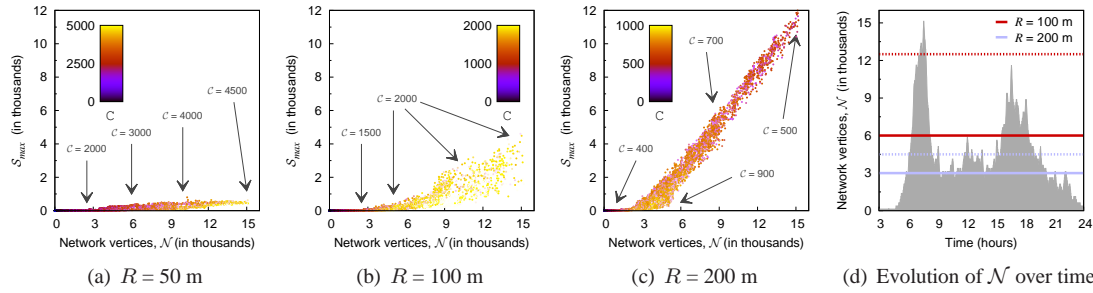 12
10
8
6
4
2
0
S_max (in thousands)
5000
2500
0
C
C = 2000
C = 3000
C = 4000
C = 4500
0 3 6 9 12 15
Network vertices, N (in thousands)
(a) R = 50 m
12
10
8
6
4
2
0
S_max (in thousands)
2000
1000
0
C
C = 1500
C = 2000
0 3 6 9 12 15
Network vertices, N (in thousands)
(b) R = 100 m
12
10
8
6
4
2
0
S_max (in thousands)
1000
500
0
C
C = 700
C = 400
C = 500
C = 900
0 3 6 9 12 15
Network vertices, N (in thousands)
(c) R = 200 m
Network vertices, N (in thousands)
15
12
9
6
3
0
R = 100 m
R = 200 m
3 6 9 12 15 18 21 24
Time (hours)
(d) Evolution of N over time